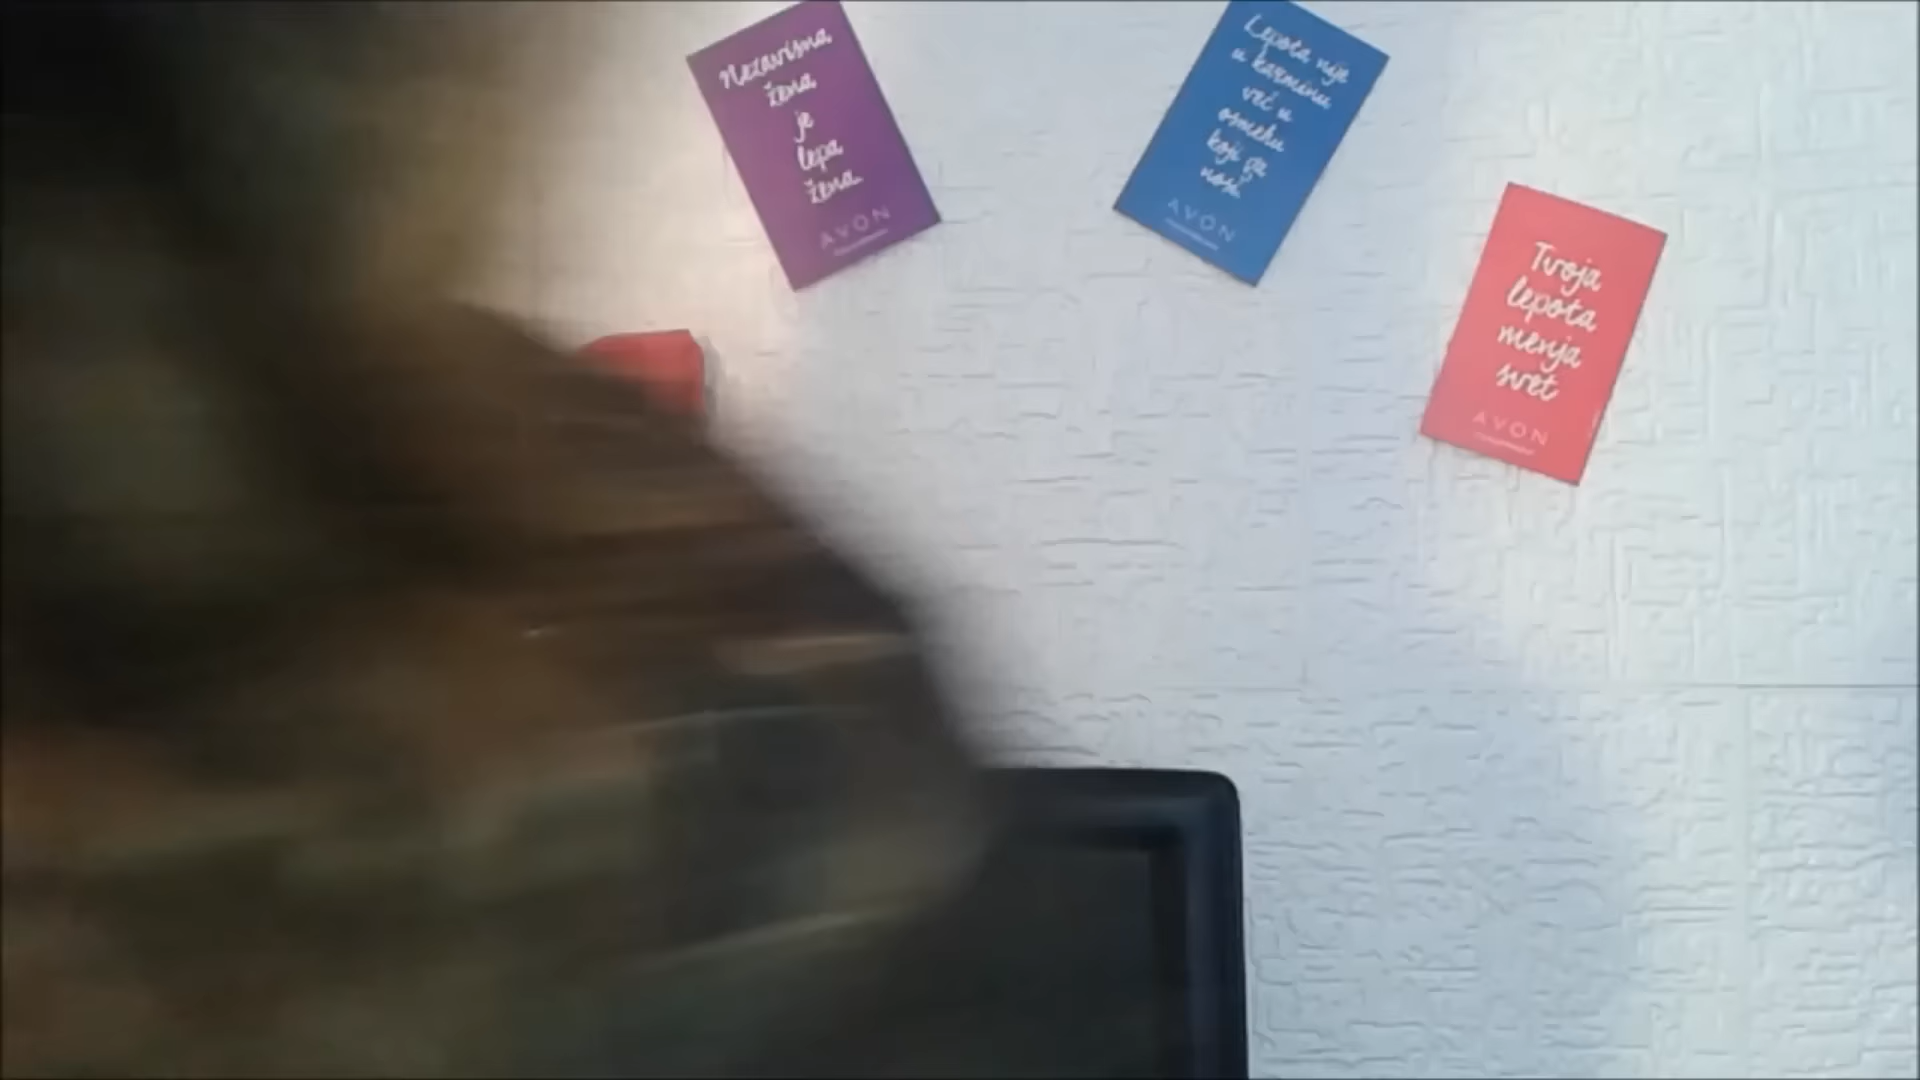 Nezavisna
žena
je
lepa
žena
AVON
Lepota nije
u karminu
već u
osmehu
koji ga
nosi
AVON
Tvoja
lepota
menja
svet
AVON